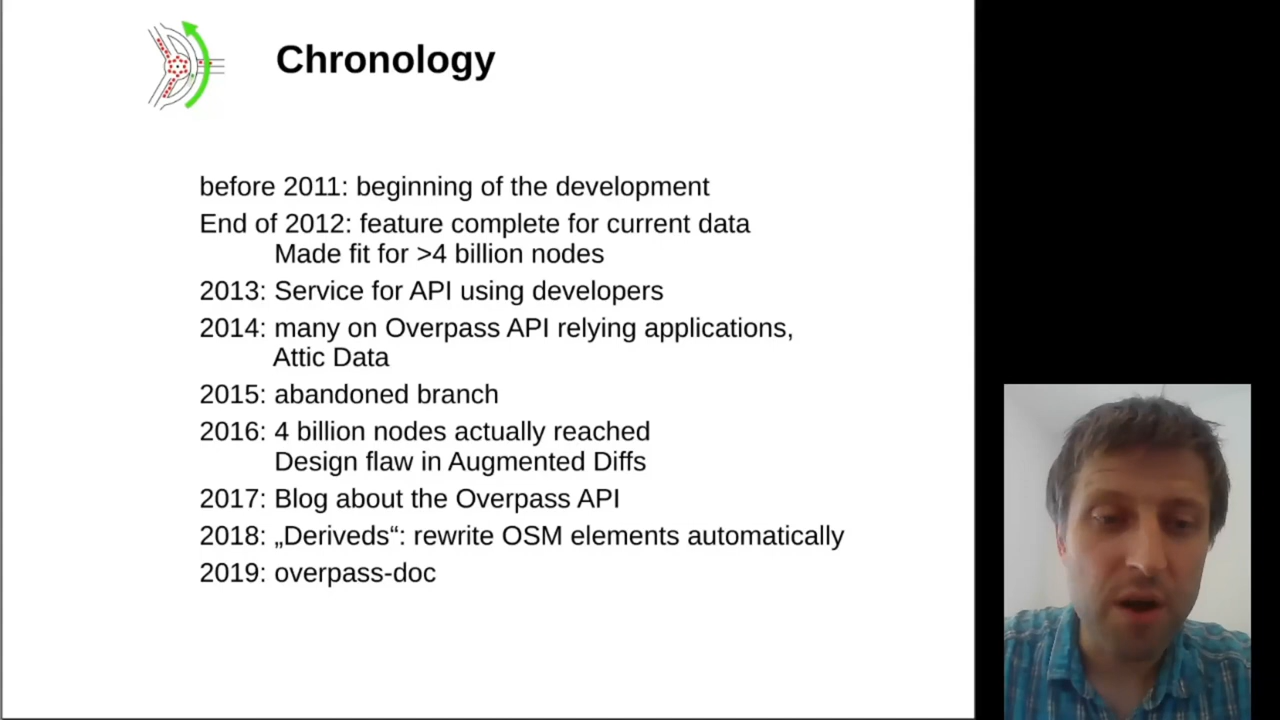 Chronology
before 2011: beginning of the development
End of 2012: feature complete for current data
Made fit for >4 billion nodes
2013: Service for API using developers
2014: many on Overpass API relying applications,
Attic Data
2015: abandoned branch
2016: 4 billion nodes actually reached
Design flaw in Augmented Diffs
2017: Blog about the Overpass API
2018: „Deriveds“: rewrite OSM elements automatically
2019: overpass-doc